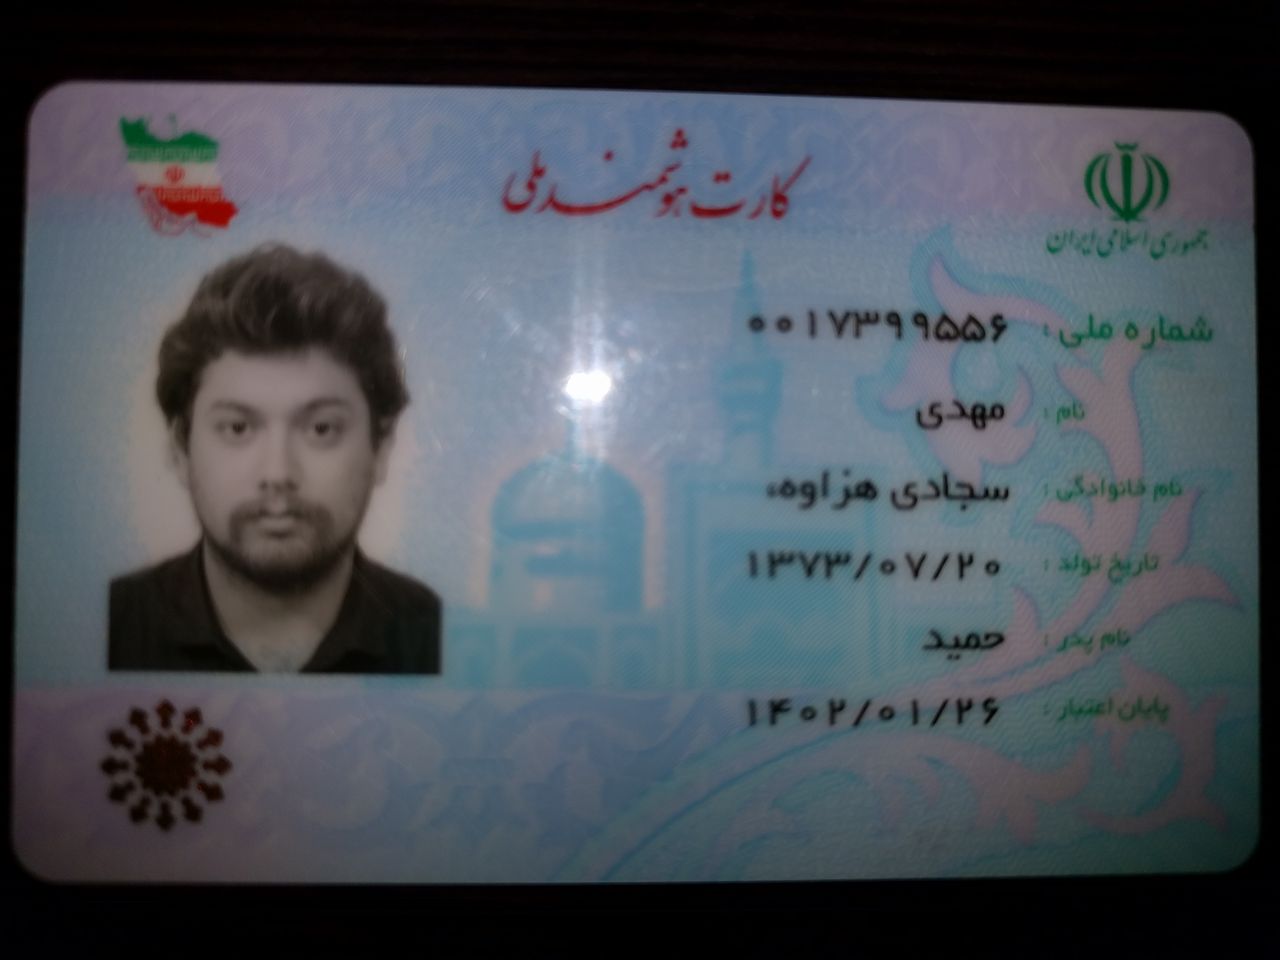 کارت هوشمند ملی
جمهوری اسلامی ایران
شماره ملی : ۰۰۱۷۳۹۹۵۵۶
نام : مهدی
نام خانوادگی : سجادی هزاوه،
تاریخ تولد : ۱۳۷۳/۰۷/۲۰
نام پدر : حمید
پایان اعتبار : ۱۴۰۲/۰۱/۲۶